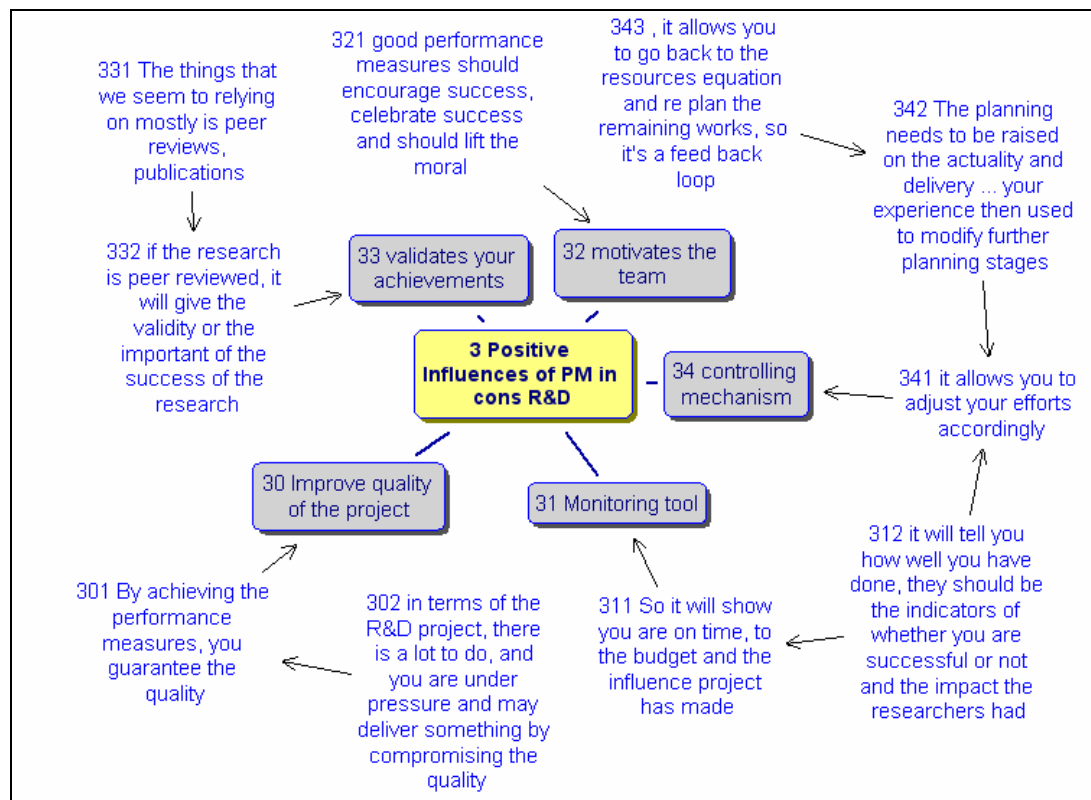 331 The things that
we seem to relying
on mostly is peer
reviews,
publications
321 good performance
measures should
encourage success,
celebrate success
and should lift the
moral
343 , it allows you
to go back to the
resources equation
and re plan the
remaining works, so
it's a feed back
loop
342 The planning
needs to be raised
on the actuality and
delivery ... your
experience then used
to modify further
planning stages
332 if the research
is peer reviewed, it
will give the
validity or the
important of the
success of the
research
33 validates your
achievements
32 motivates the
team
3 Positive
Influences of PM in
cons R&D
34 controlling
mechanism
341 it allows you to
adjust your efforts
accordingly
30 Improve quality
of the project
31 Monitoring tool
301 By achieving the
performance
measures, you
guarantee the
quality
302 in terms of the
R&D project, there
is a lot to do, and
you are under
pressure and may
deliver something by
compromising the
quality
311 So it will show
you are on time, to
the budget and the
influence project
has made
312 it will tell you
how well you have
done, they should be
the indicators of
whether you are
successful or not
and the impact the
researchers had